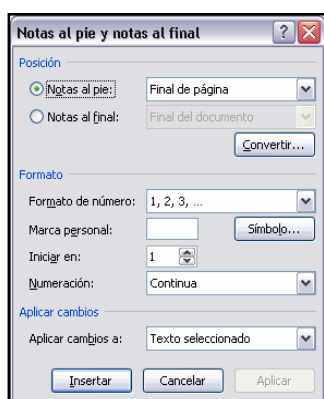 Notas al pie y notas al final
Posición
Notas al pie: Final de página
Notas al final: Final del documento
Convertir...
Formato
Formato de número: 1, 2, 3, ...
Marca personal: Símbolo...
Iniciar en: 1
Numeración: Continua
Aplicar cambios
Aplicar cambios a: Texto seleccionado
Insertar Cancelar Aplicar